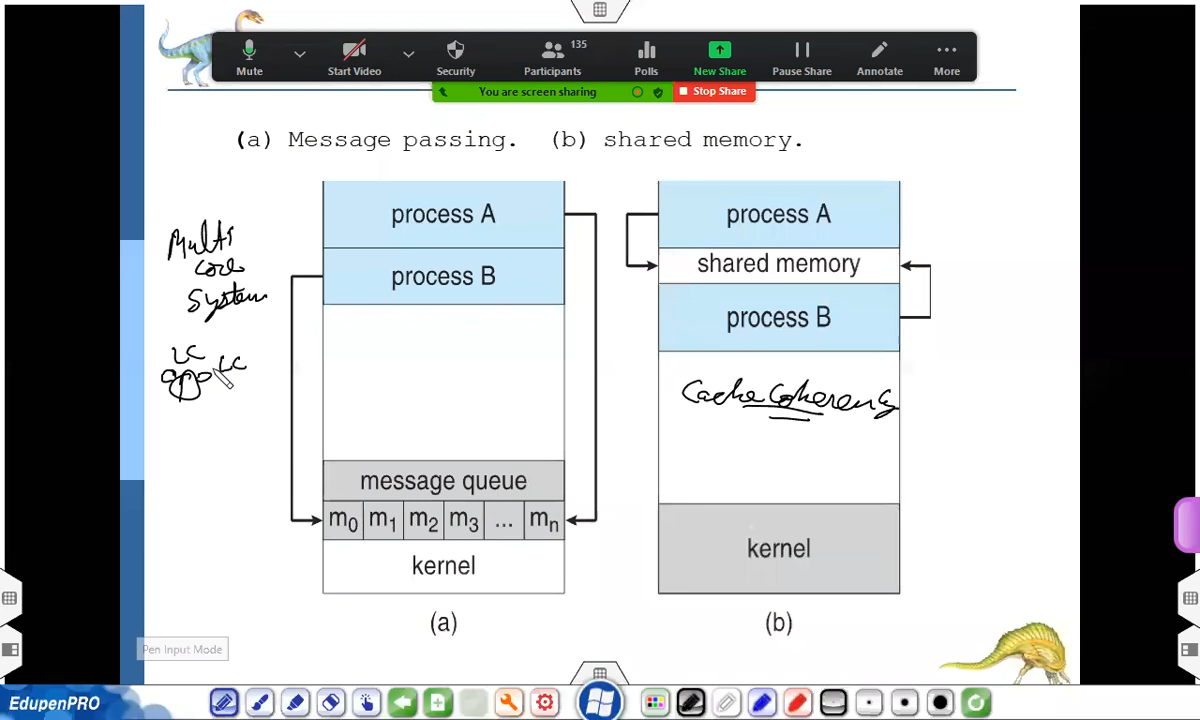 135
Mute
Start Video
Security
Participants
Polls
New Share
Pause Share
Annotate
More
You are screen sharing
Stop Share
(a) Message passing. (b) shared memory.
process A
process B
message queue
m0 m1 m2 m3 ... mn
kernel
(a)
process A
shared memory
process B
Cache Coherency
kernel
(b)
Multi
core
System
LC
LC
Pen Input Mode
EdupenPRO